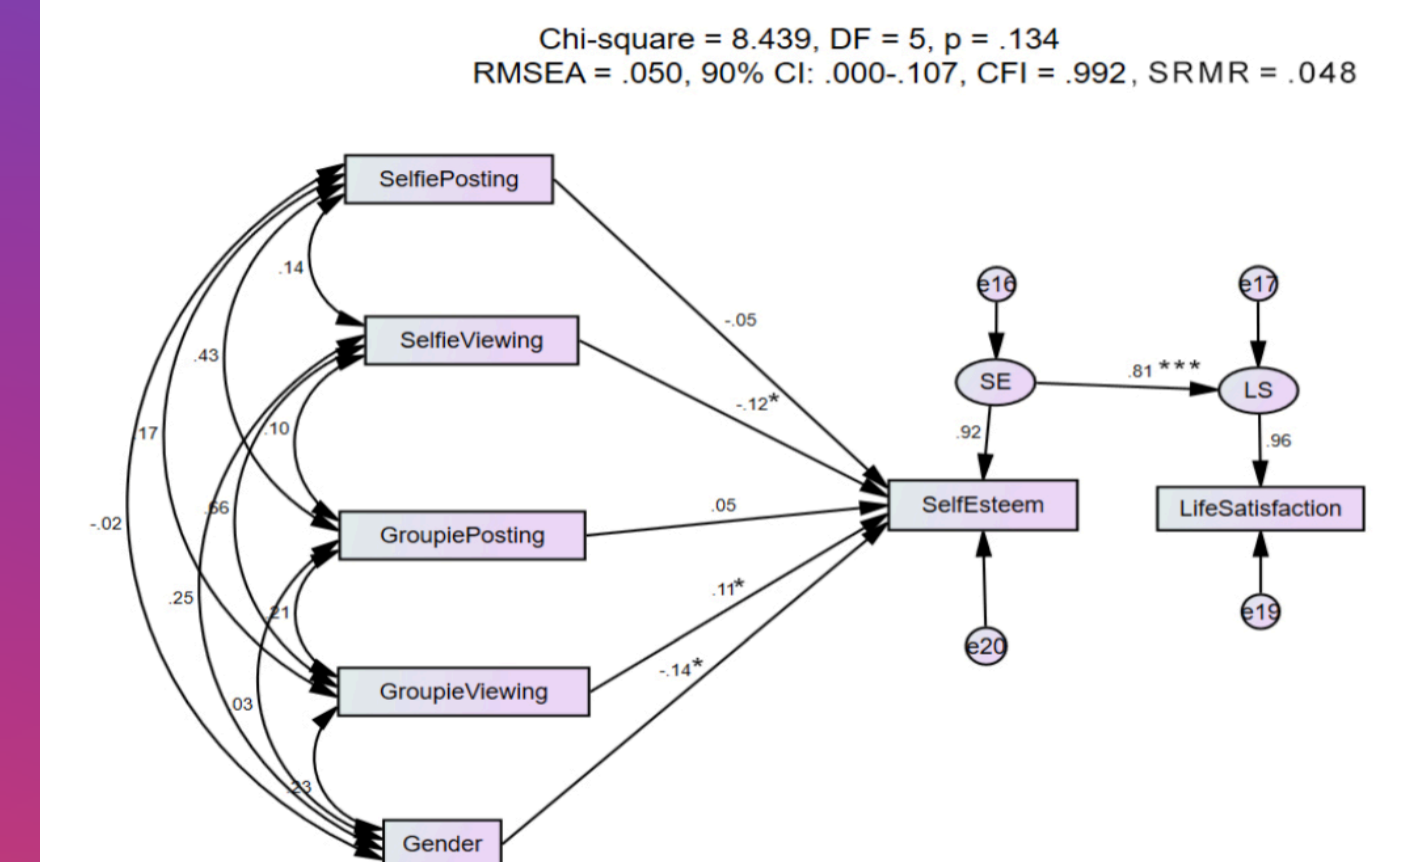 Chi-square = 8.439, DF = 5, p = .134
RMSEA = .050, 90% CI: .000-.107, CFI = .992, SRMR = .048
SelfiePosting
.14
-.05
e16
e17
SelfieViewing
.43
SE
.81 ***
LS
-.12*
.17
.10
.92
.96
.66
-.02
.05
SelfEsteem
LifeSatisfaction
GroupiePosting
.25
.11*
.21
e19
e20
-.14*
GroupieViewing
03
.23
Gender